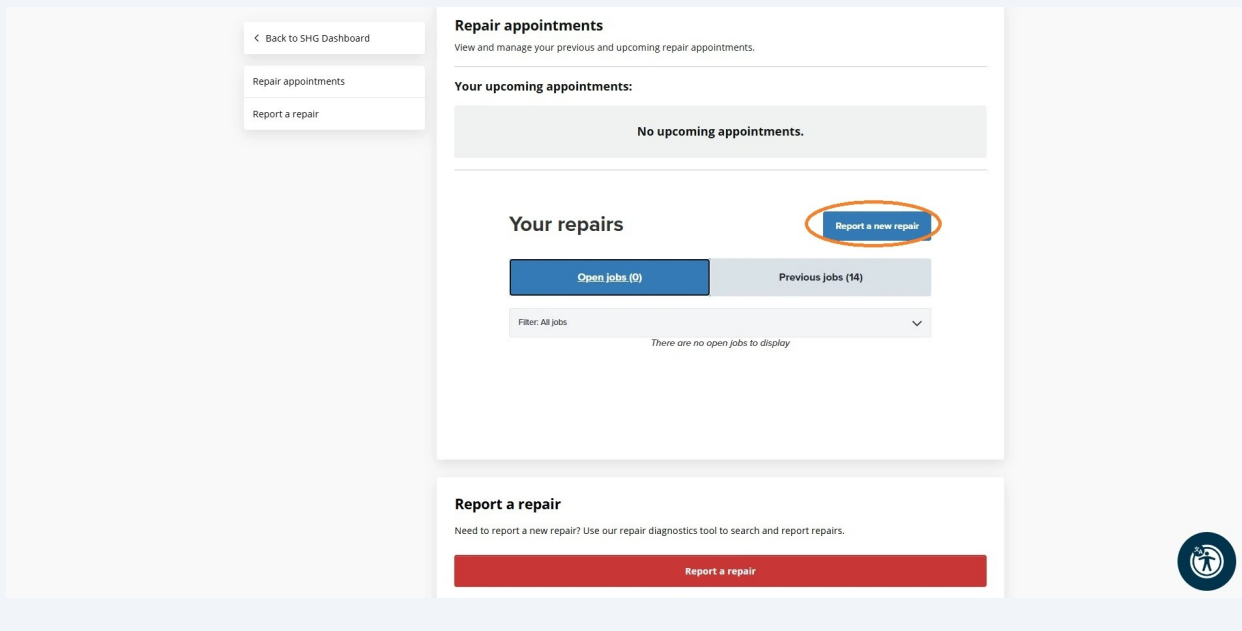 Back to SHG Dashboard
Repair appointments
Report a repair
Repair appointments
View and manage your previous and upcoming repair appointments.
Your upcoming appointments:
No upcoming appointments.
Your repairs
Report a new repair
Open jobs (0)
Previous jobs (14)
Filter: All jobs
There are no open jobs to display
Report a repair
Need to report a new repair? Use our repair diagnostics tool to search and report repairs.
Report a repair